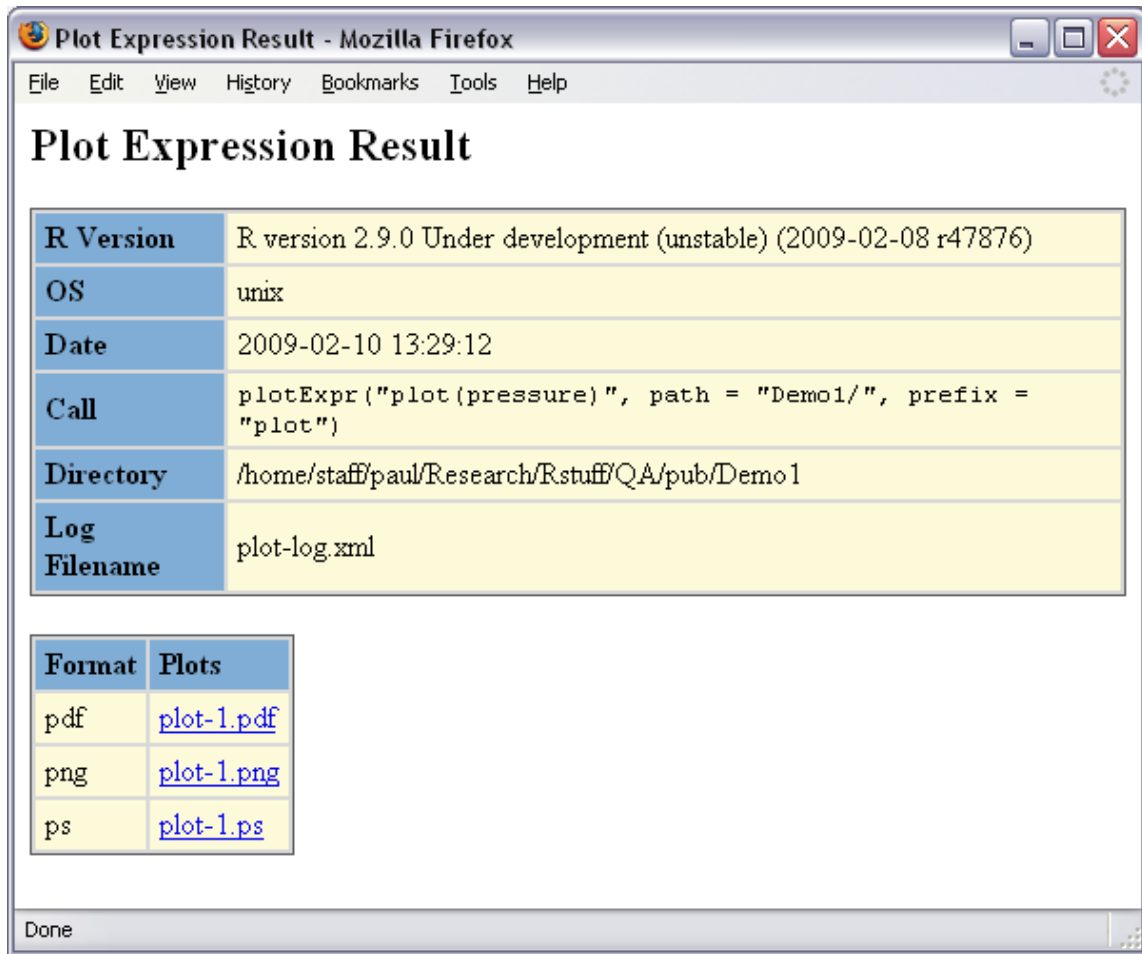 Plot Expression Result - Mozilla Firefox
File Edit View History Bookmarks Tools Help
Plot Expression Result
R Version R version 2.9.0 Under development (unstable) (2009-02-08 r47876)
OS unix
Date 2009-02-10 13:29:12
Call plotExpr("plot(pressure)", path = "Demo1/", prefix =
"plot")
Directory /home/staff/paul/Research/Rstuff/QA/pub/Demo1
Log
Filename plot-log.xml
Format Plots
pdf plot-1.pdf
png plot-1.png
ps plot-1.ps
Done